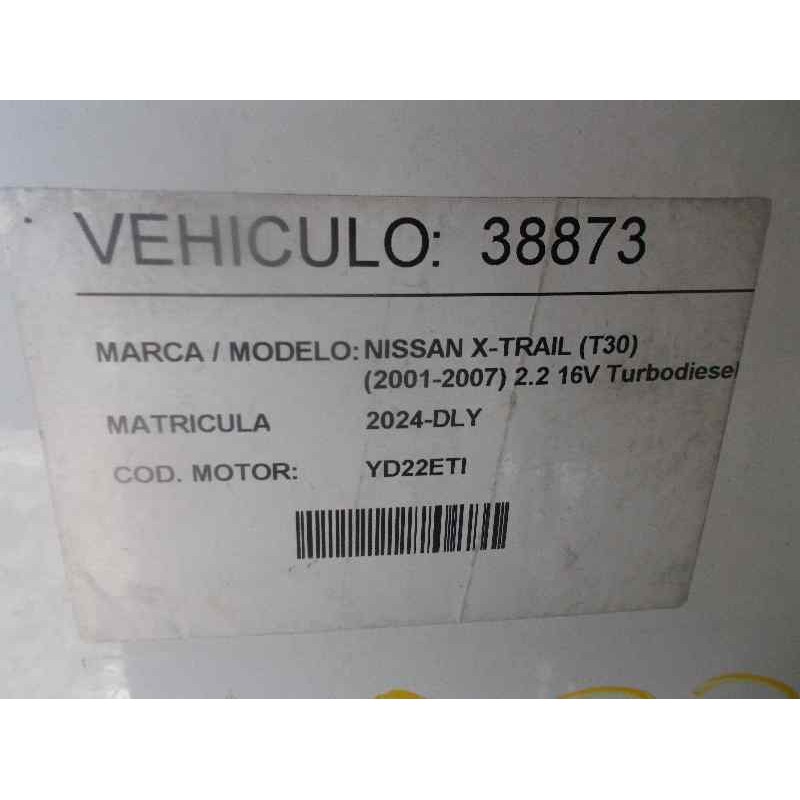 VEHICULO: 38873
MARCA / MODELO: NISSAN X-TRAIL (T30)
(2001-2007) 2.2 16V Turbodiesel
MATRICULA 2024-DLY
COD. MOTOR: YD22ETI